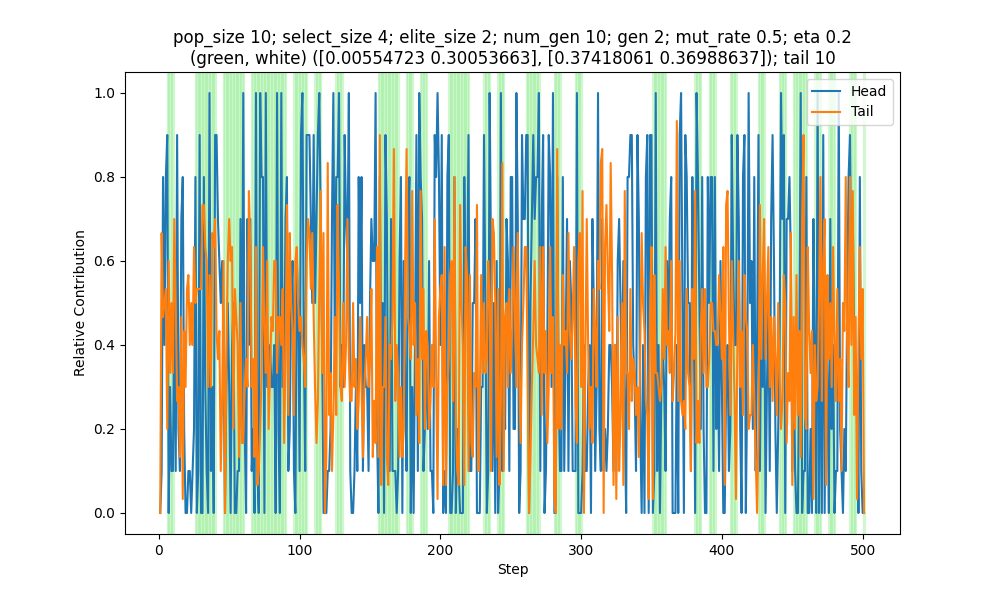 pop_size 10; select_size 4; elite_size 2; num_gen 10; gen 2; mut_rate 0.5; eta 0.2
(green, white) ([0.00554723 0.30053663], [0.37418061 0.36988637]); tail 10
Head
Tail
1.0
0.8
0.6
0.4
0.2
0.0
Relative Contribution
0
100
200
300
400
500
Step